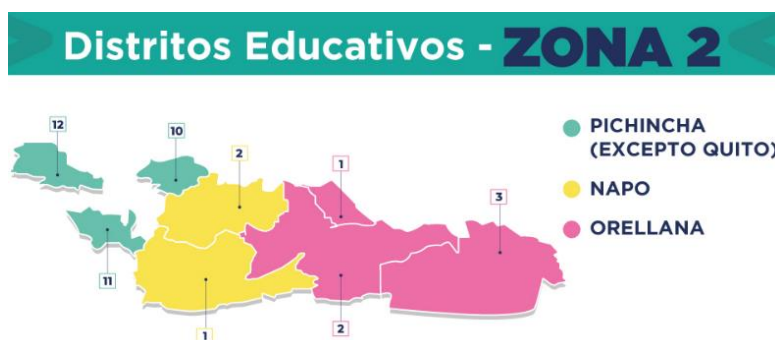 Distritos Educativos - ZONA 2
12
10
2
1
3
11
1
2
PICHINCHA
(EXCEPTO QUITO)
NAPO
ORELLANA